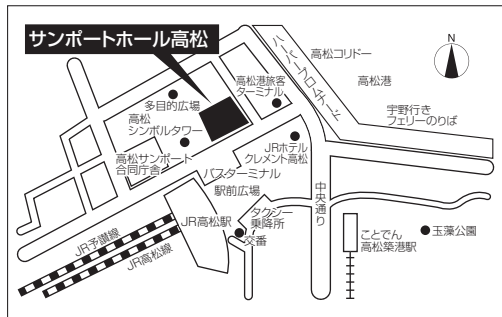 サンポートホール高松
N
ハーバープロムナード
高松コリドー
高松港
高松港旅客
ターミナル
多目的広場
宇野行き
フェリーのりば
高松
シンボルタワー
JRホテル
クレメント高松
高松サンポート
合同庁舎
バスターミナル
駅前広場
中央通り
JR高松駅
タクシー
乗降所
交番
ことでん
高松築港駅
玉藻公園
JR予讃線
JR高松線